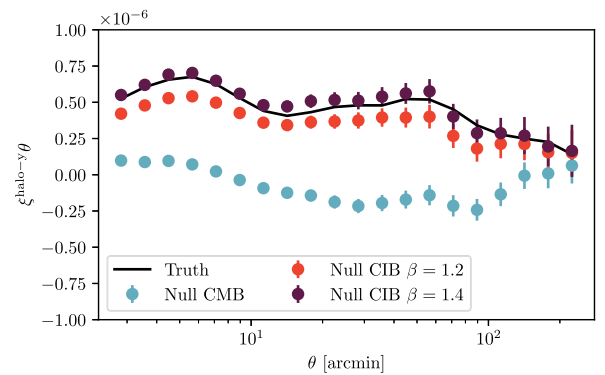 ×10⁻⁶
1.00
0.75
0.50
0.25
0.00
−0.25
−0.50
−0.75
−1.00
ξʰᵃˡᵒ⁻ʸθ
Truth
Null CMB
Null CIB β = 1.2
Null CIB β = 1.4
10¹
10²
θ [arcmin]